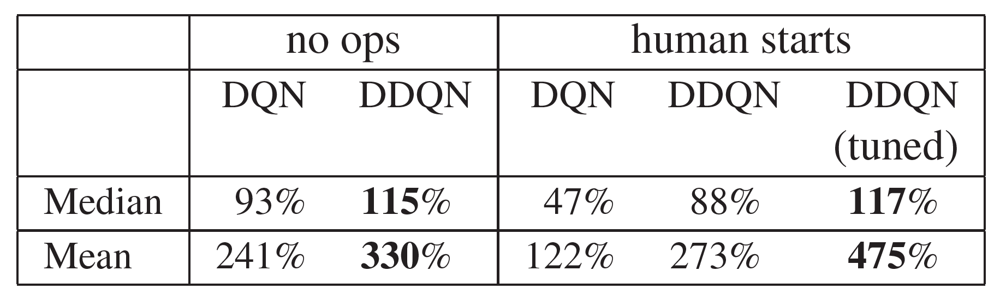 no ops human starts
DQN DDQN DQN DDQN DDQN
(tuned)
Median 93% 115% 47% 88% 117%
Mean 241% 330% 122% 273% 475%